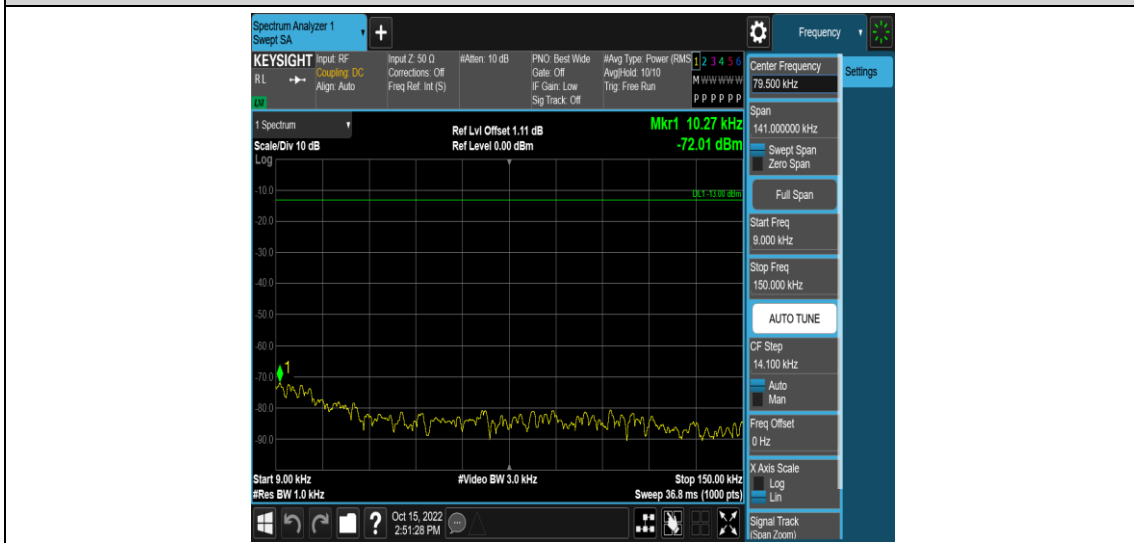 Spectrum Analyzer 1
Swept SA
+
Frequency
KEYSIGHT
RL
LXI
Input: RF
Coupling: DC
Align: Auto
Input Z: 50 Ω
Corrections: Off
Freq Ref: Int (S)
#Atten: 10 dB
PNO: Best Wide
Gate: Off
IF Gain: Low
Sig Track: Off
#Avg Type: Power (RMS
Avg|Hold: 10/10
Trig: Free Run
1 2 3 4 5 6
M W W W W W
P P P P P P
Center Frequency
79.500 kHz
Settings
1 Spectrum
Scale/Div 10 dB
Ref Lvl Offset 1.11 dB
Ref Level 0.00 dBm
Mkr1 10.27 kHz
-72.01 dBm
Span
141.000000 kHz
Swept Span
Zero Span
Full Span
Start Freq
9.000 kHz
Stop Freq
150.000 kHz
AUTO TUNE
CF Step
14.100 kHz
Auto
Man
Freq Offset
0 Hz
X Axis Scale
Log
Lin
Signal Track
(Span Zoom)
Log
-10.0
DL1 -13.00 dBm
-20.0
-30.0
-40.0
-50.0
-60.0
1
-70.0
-80.0
-90.0
Start 9.00 kHz
#Video BW 3.0 kHz
Stop 150.00 kHz
#Res BW 1.0 kHz
Sweep 36.8 ms (1000 pts)
?
Oct 15, 2022
2:51:28 PM